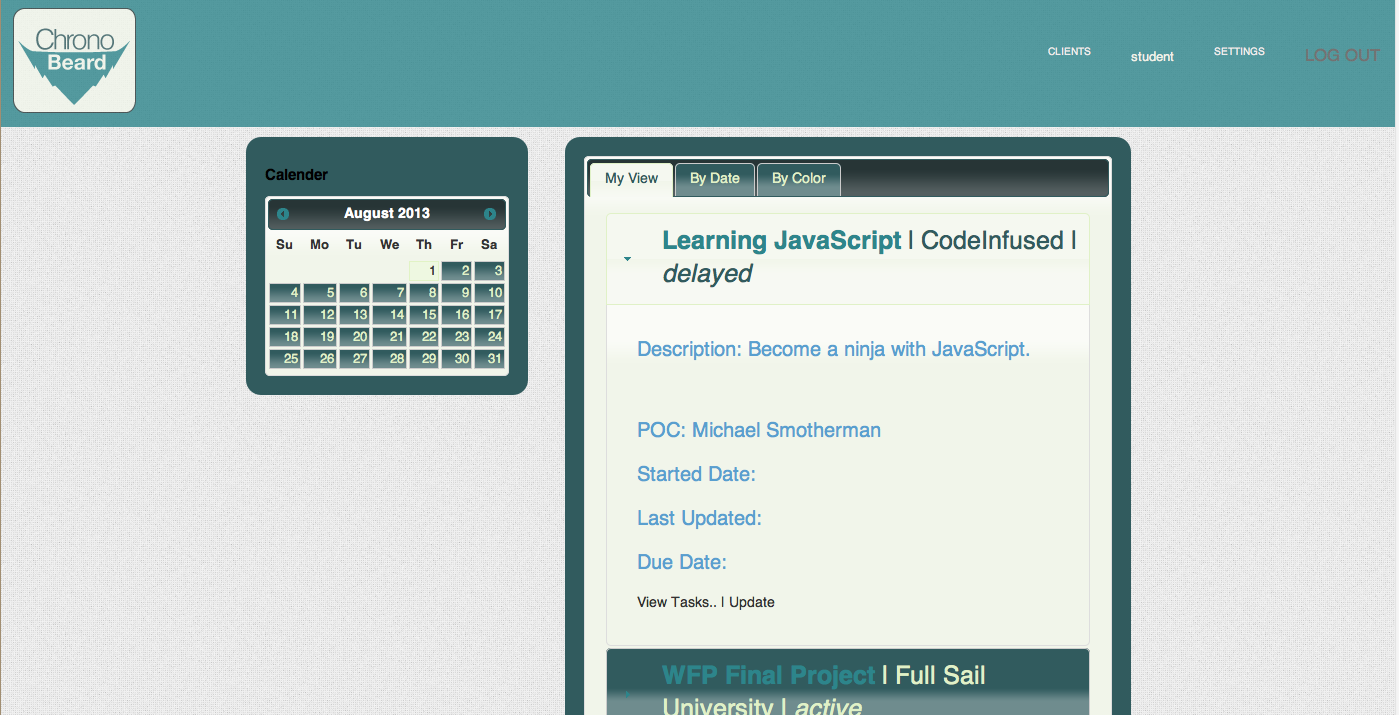 Chrono
Beard
CLIENTS
student
SETTINGS
LOG OUT
Calender
August 2013
Su Mo Tu We Th Fr Sa
1 2 3
4 5 6 7 8 9 10
11 12 13 14 15 16 17
18 19 20 21 22 23 24
25 26 27 28 29 30 31
My View By Date By Color
Learning JavaScript | CodeInfused |
delayed
Description: Become a ninja with JavaScript.
POC: Michael Smotherman
Started Date:
Last Updated:
Due Date:
View Tasks.. | Update
WFP Final Project | Full Sail
University | active